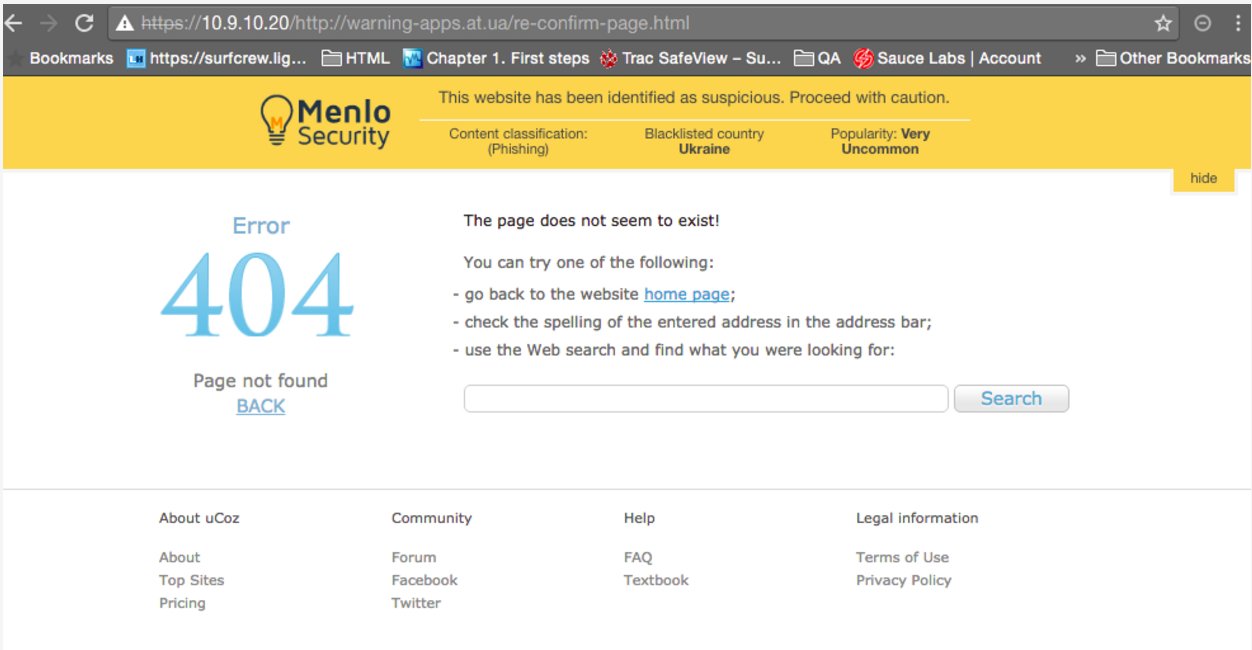 https://10.9.10.20/http://warning-apps.at.ua/re-confirm-page.html
Bookmarks https://surfcrew.lig... HTML Chapter 1. First steps Trac SafeView – Su... QA Sauce Labs | Account » Other Bookmarks
Menlo
Security
This website has been identified as suspicious. Proceed with caution.
Content classification:
(Phishing)
Blacklisted country
Ukraine
Popularity: Very
Uncommon
hide
Error
404
Page not found
BACK
The page does not seem to exist!
You can try one of the following:
- go back to the website home page;
- check the spelling of the entered address in the address bar;
- use the Web search and find what you were looking for:
Search
About uCoz
About
Top Sites
Pricing
Community
Forum
Facebook
Twitter
Help
FAQ
Textbook
Legal information
Terms of Use
Privacy Policy